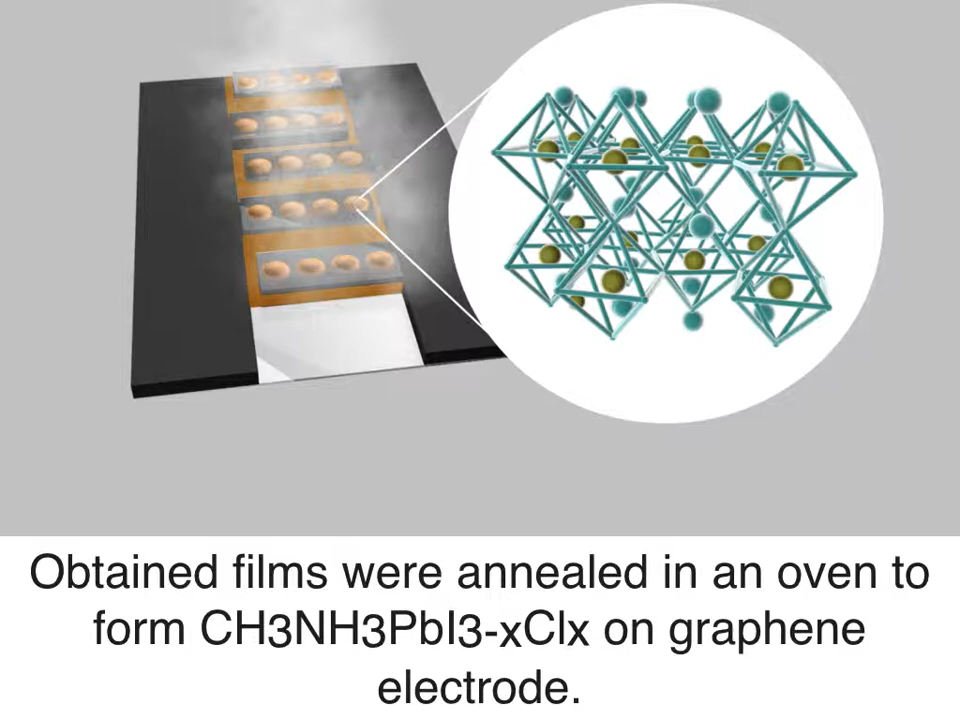 Obtained films were annealed in an oven to
form CH3NH3PbI3-xClx on graphene
electrode.